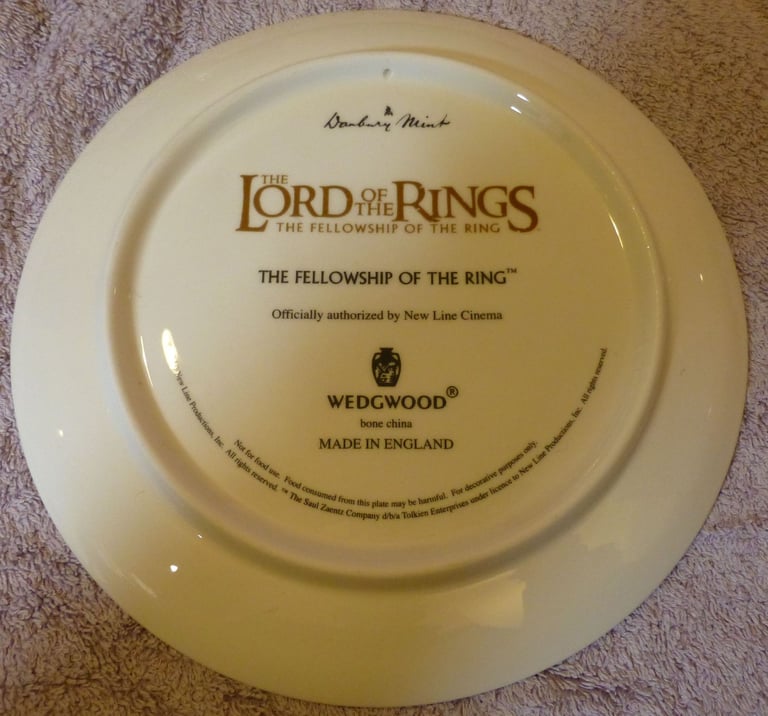 Danbury Mint
THE
LORD OF THE RINGS
THE FELLOWSHIP OF THE RING
THE FELLOWSHIP OF THE RING™
Officially authorized by New Line Cinema
WEDGWOOD®
bone china
MADE IN ENGLAND
Not for food use. Food consumed from this plate may be harmful. For decorative purposes only.
New Line Productions, Inc. All rights reserved. ™ The Saul Zaentz Company d/b/a Tolkien Enterprises under licence to New Line Productions, Inc. All rights reserved.